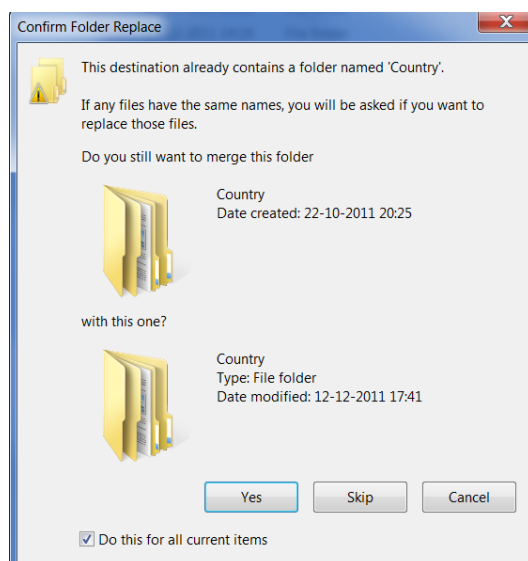 Confirm Folder Replace
This destination already contains a folder named 'Country'.
If any files have the same names, you will be asked if you want to
replace those files.
Do you still want to merge this folder
Country
Date created: 22-10-2011 20:25
with this one?
Country
Type: File folder
Date modified: 12-12-2011 17:41
Yes
Skip
Cancel
Do this for all current items